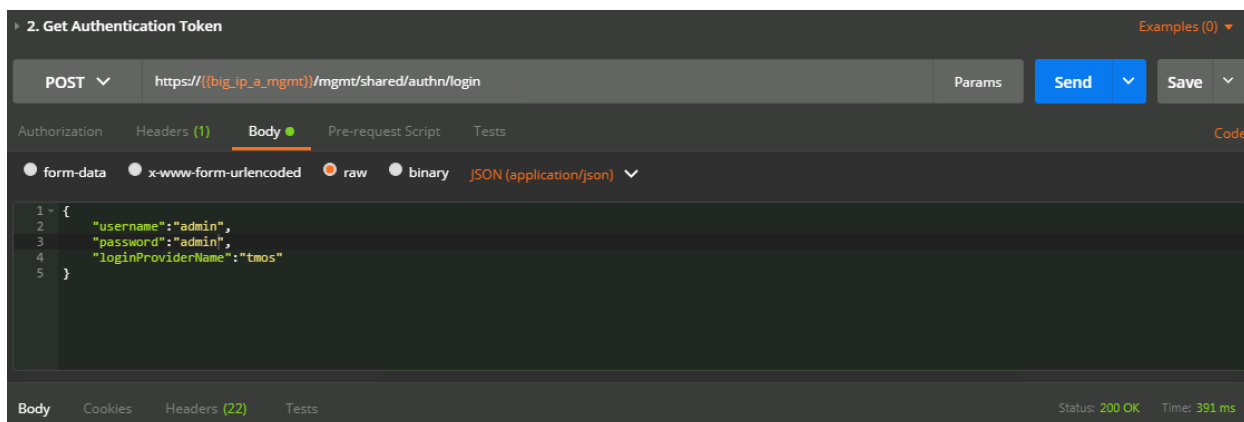 2. Get Authentication Token Examples (0)
POST https://{{big_ip_a_mgmt}}/mgmt/shared/authn/login Params Send Save
Authorization Headers (1) Body Pre-request Script Tests Code
form-data x-www-form-urlencoded raw binary JSON (application/json)
1 {
2 "username":"admin",
3 "password":"admin",
4 "loginProviderName":"tmos"
5 }
Body Cookies Headers (22) Tests Status: 200 OK Time: 391 ms